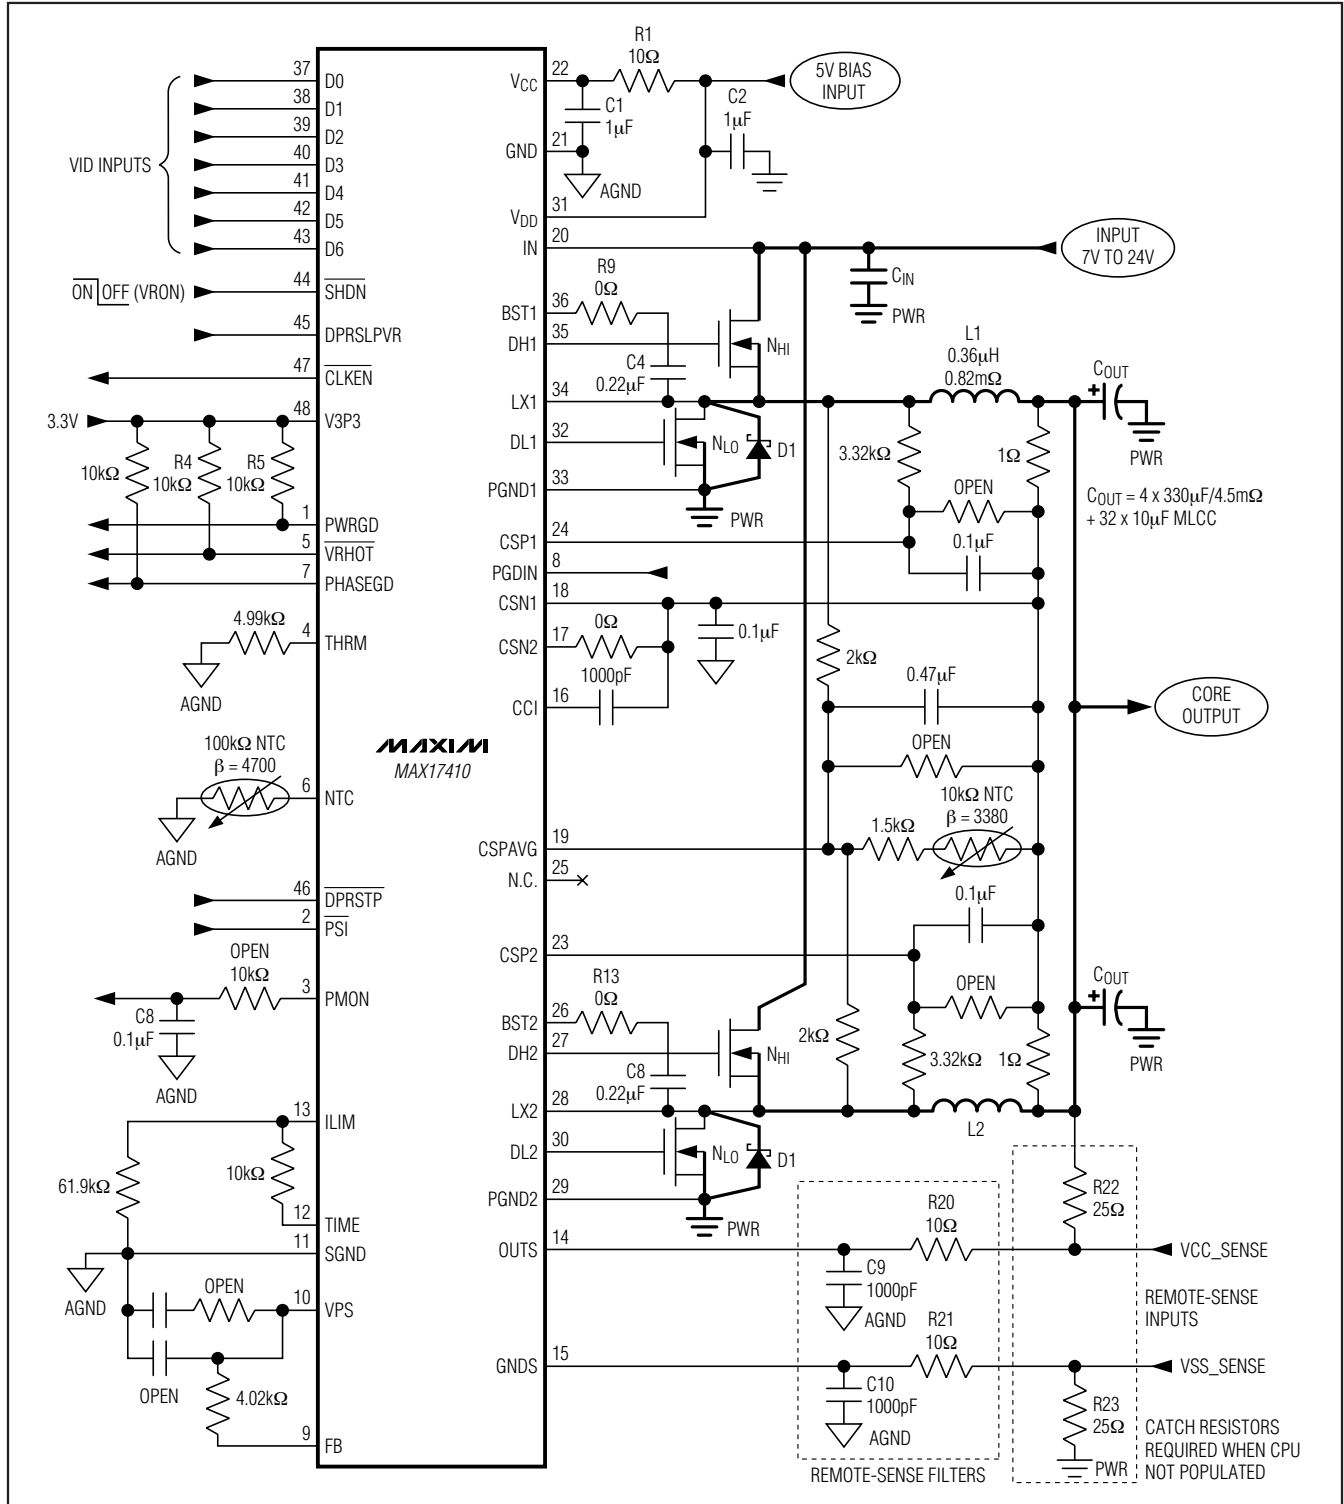 VID INPUTS
37 D0
38 D1
39 D2
40 D3
41 D4
42 D5
43 D6
ON OFF (VRON)
44 SHDN
45 DPRSLPVR
47 CLKEN
3.3V
48 V3P3
10kΩ
R4
10kΩ
R5
10kΩ
1 PWRGD
5 VRHOT
7 PHASEGD
4.99kΩ
4 THRM
AGND
100kΩ NTC
β = 4700
6 NTC
AGND
46 DPRSTP
2 PSI
OPEN
10kΩ
3 PMON
C8
0.1µF
AGND
13 ILIM
61.9kΩ
10kΩ
12 TIME
11 SGND
AGND
OPEN
10 VPS
OPEN
4.02kΩ
9 FB
MAXIM
MAX17410
VCC 22
R1
10Ω
5V BIAS
INPUT
C1
1µF
C2
1µF
GND 21
AGND
VDD 31
IN 20
INPUT
7V TO 24V
CIN
PWR
R9
0Ω
BST1 36
DH1 35
NHI
C4
0.22µF
LX1 34
L1
0.36µH
0.82mΩ
COUT
PWR
COUT = 4 x 330µF/4.5mΩ
+ 32 x 10µF MLCC
DL1 32
NLO
D1
PGND1 33
PWR
3.32kΩ
1Ω
OPEN
0.1µF
CSP1 24
PGDIN 8
CSN1 18
0.1µF
0Ω
CSN2 17
1000pF
CCI 16
2kΩ
0.47µF
OPEN
CORE
OUTPUT
10kΩ NTC
β = 3380
1.5kΩ
CSPAVG 19
N.C. 25
0.1µF
CSP2 23
OPEN
COUT
PWR
R13
0Ω
BST2 26
DH2 27
NHI
2kΩ
3.32kΩ
1Ω
C8
0.22µF
LX2 28
L2
DL2 30
NLO
D1
PGND2 29
PWR
R22
25Ω
R20
10Ω
OUTS 14
VCC_SENSE
C9
1000pF
AGND
REMOTE-SENSE
INPUTS
R21
10Ω
GNDS 15
VSS_SENSE
C10
1000pF
AGND
R23
25Ω
PWR
CATCH RESISTORS
REQUIRED WHEN CPU
NOT POPULATED
REMOTE-SENSE FILTERS